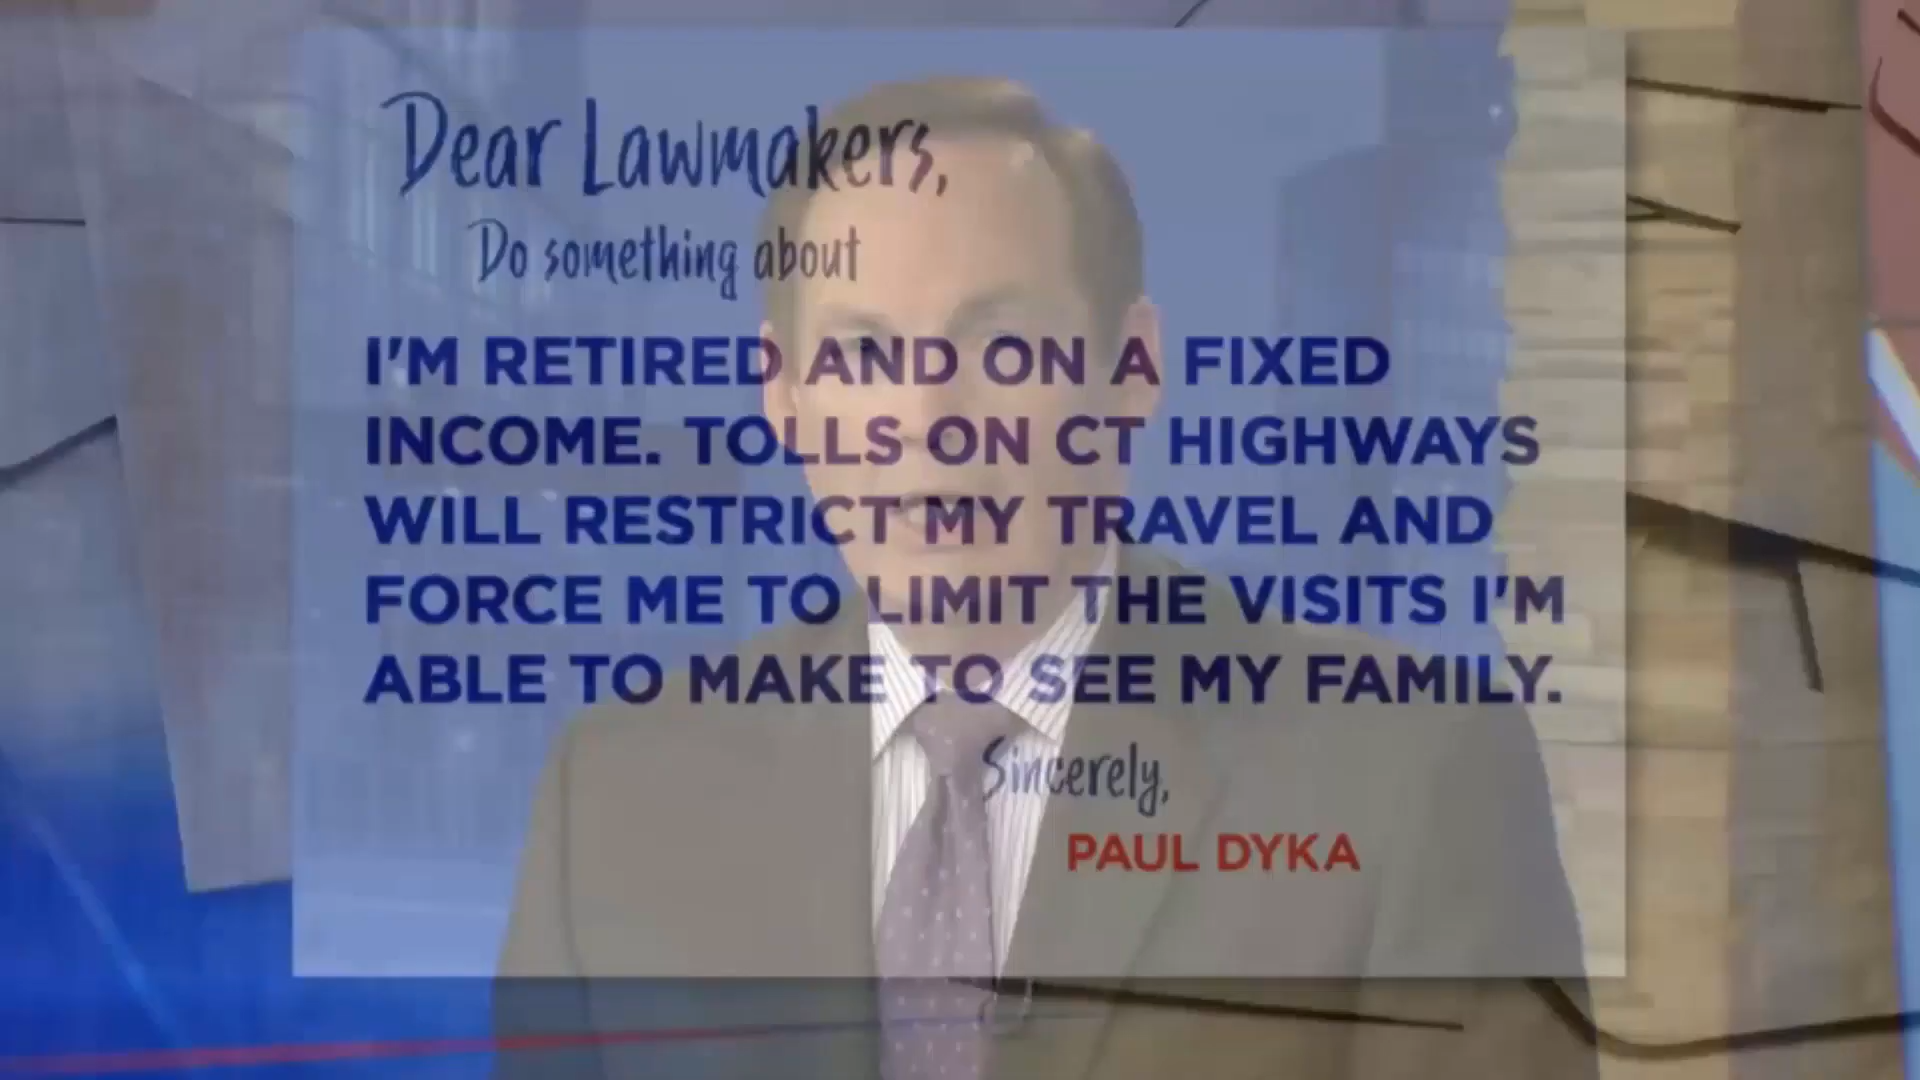 Dear Lawmakers,
Do something about
I'M RETIRED AND ON A FIXED
INCOME. TOLLS ON CT HIGHWAYS
WILL RESTRICT MY TRAVEL AND
FORCE ME TO LIMIT THE VISITS I'M
ABLE TO MAKE TO SEE MY FAMILY.
Sincerely,
PAUL DYKA